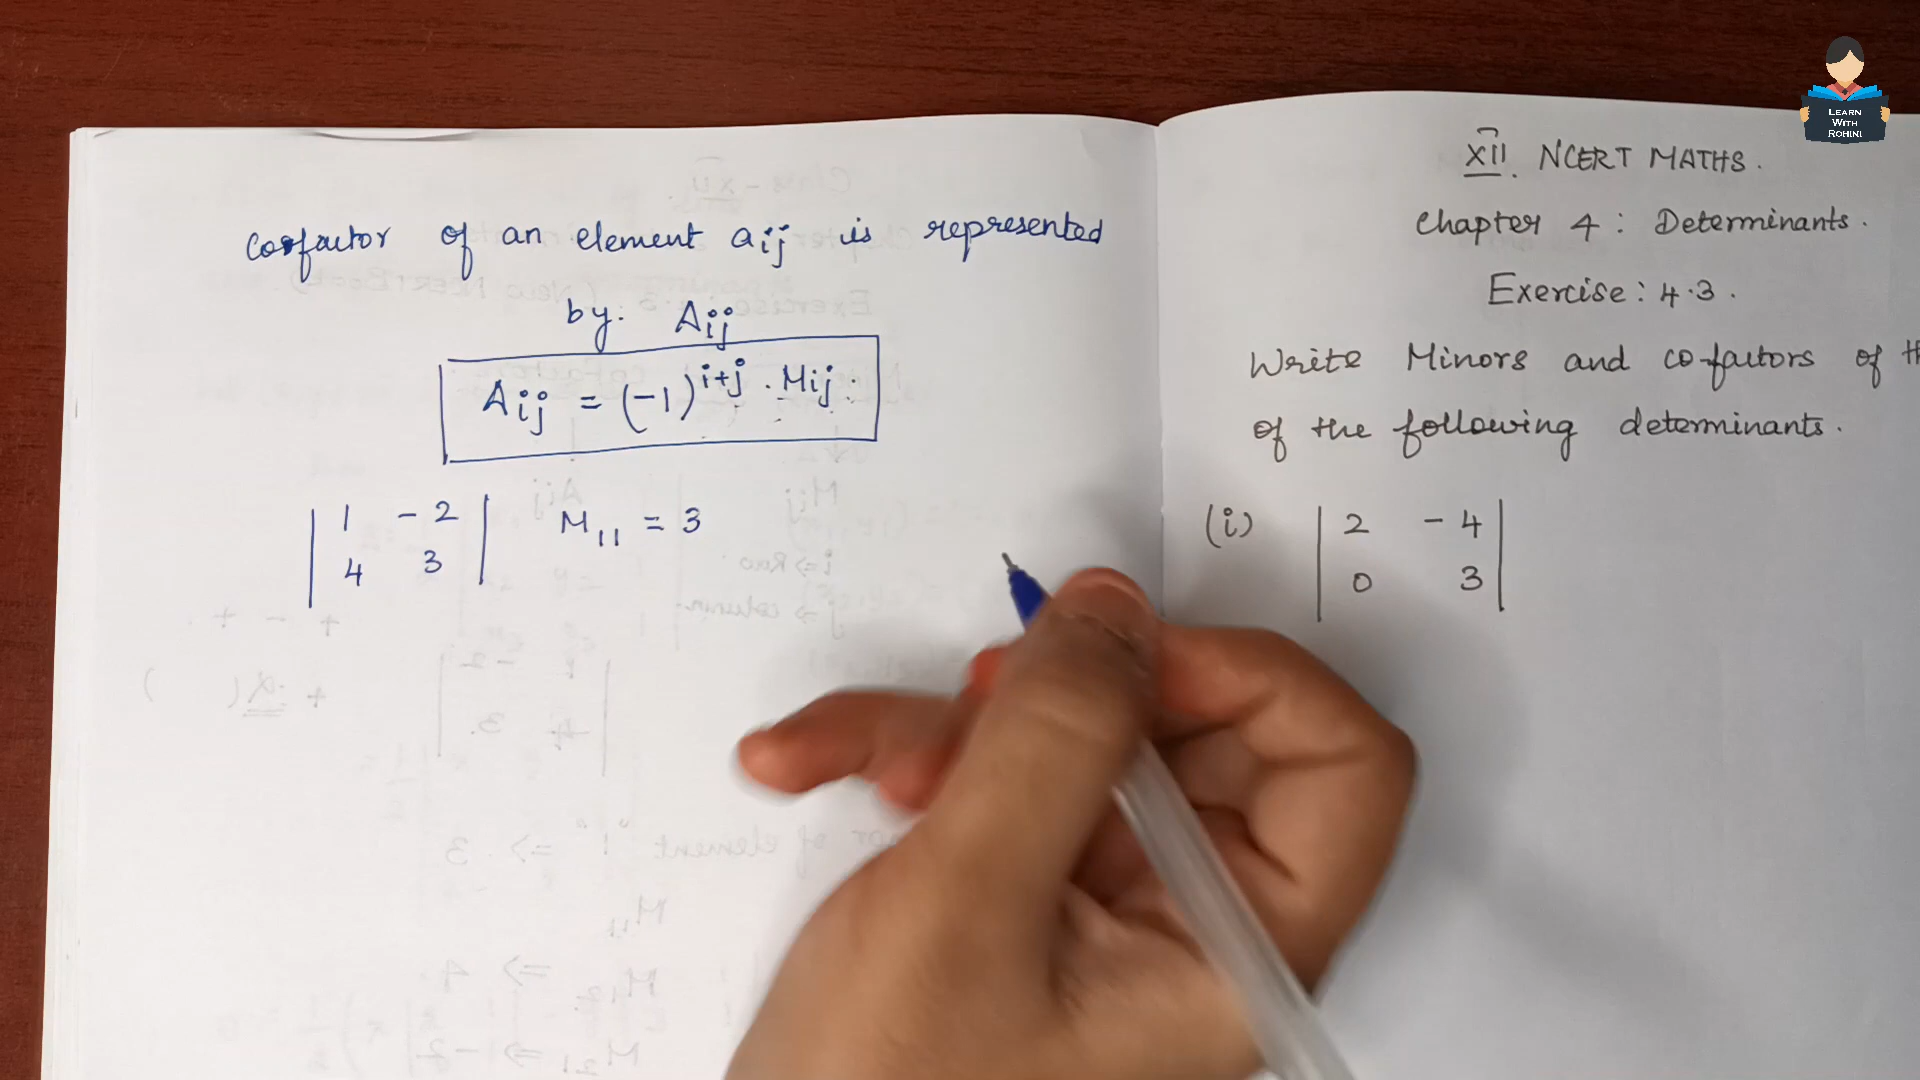 Cofactor of an element aij is represented
by: Aij
Aij = (-1)^i+j . Mij.
| 1 -2 | M11 = 3
| 4 3 |
XII. NCERT MATHS.
Chapter 4 : Determinants.
Exercise: 4.3.
Write Minors and co-factors of
of the following determinants.
(i) | 2 -4 |
| 0 3 |
LEARN
WITH
ROHINI